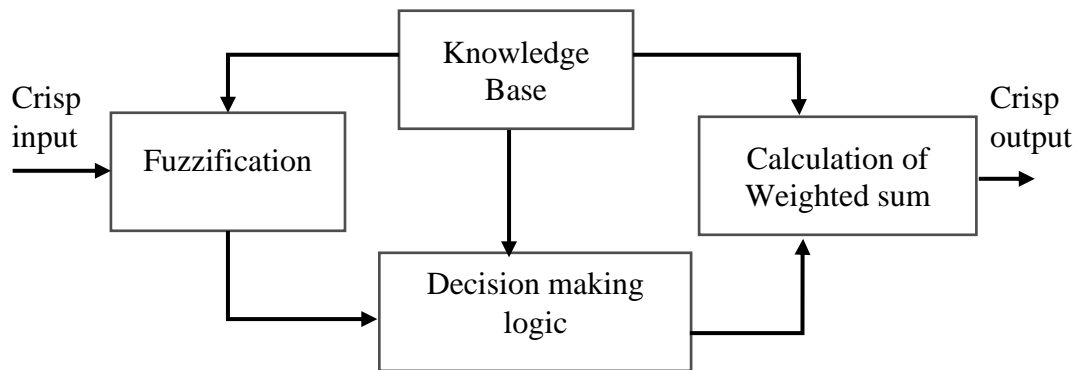 Knowledge
Base
Crisp
input
Fuzzification
Calculation of
Weighted sum
Crisp
output
Decision making
logic